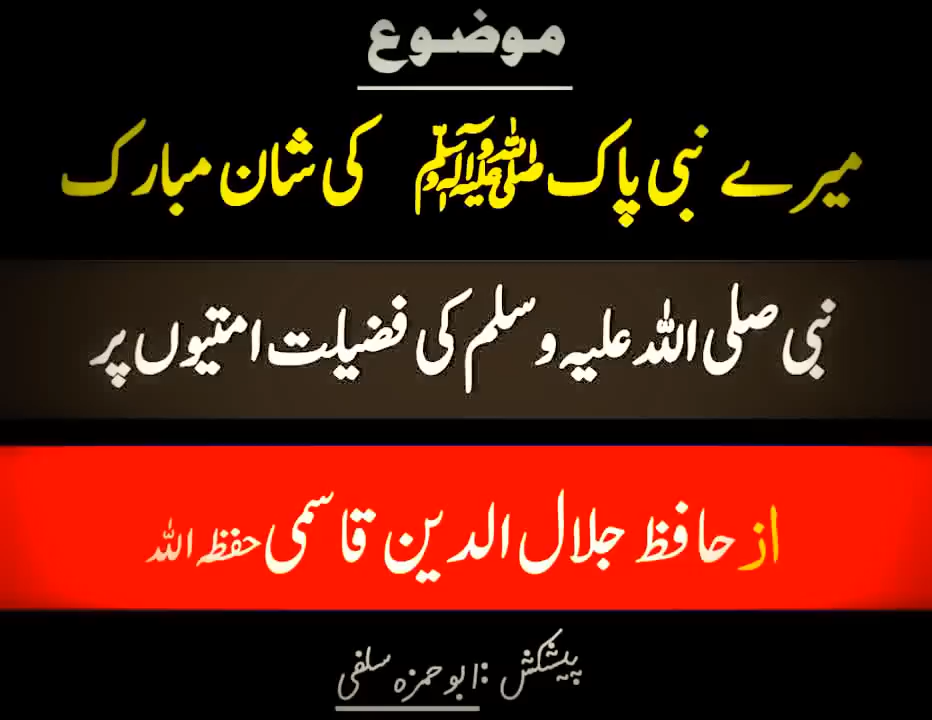 موضوع
میرے نبی پاک ﷺ کی شان مبارک
نبی صلی اللہ علیہ وسلم کی فضیلت امتیوں پر
از حافظ جلال الدین قاسمی حفظہ اللہ
پیشکش :ابو حمزہ سلفی